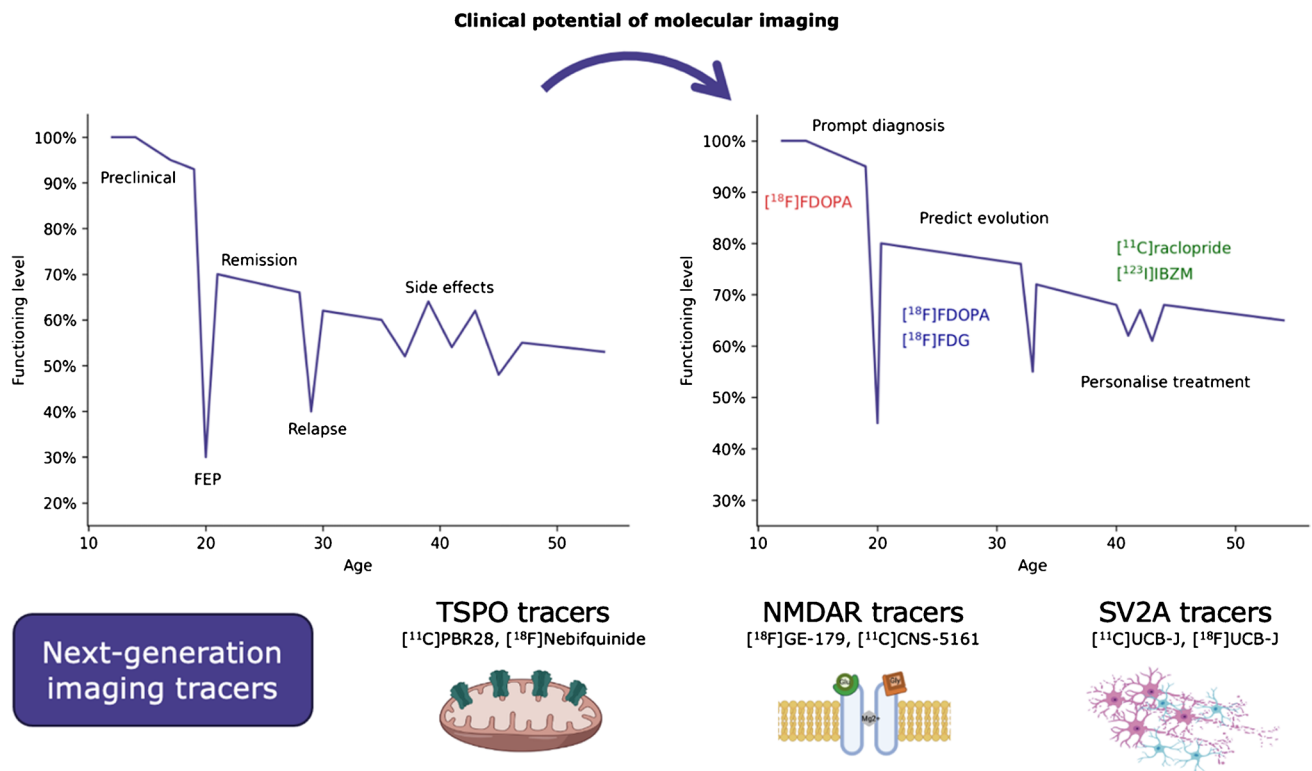 Clinical potential of molecular imaging
Functioning level
100%
90%
80%
70%
60%
50%
40%
30%
20%
10
20
30
40
50
Age
Preclinical
FEP
Remission
Relapse
Side effects
Functioning level
100%
90%
80%
70%
60%
50%
40%
30%
10
20
30
40
50
Age
Prompt diagnosis
[¹⁸F]FDOPA
Predict evolution
[¹⁸F]FDOPA
[¹⁸F]FDG
[¹¹C]raclopride
[¹²³I]IBZM
Personalise treatment
Next-generation
imaging tracers
TSPO tracers
[¹¹C]PBR28, [¹⁸F]Nebifquinide
NMDAR tracers
[¹⁸F]GE-179, [¹¹C]CNS-5161
Glu
Gly
Mg2+
SV2A tracers
[¹¹C]UCB-J, [¹⁸F]UCB-J